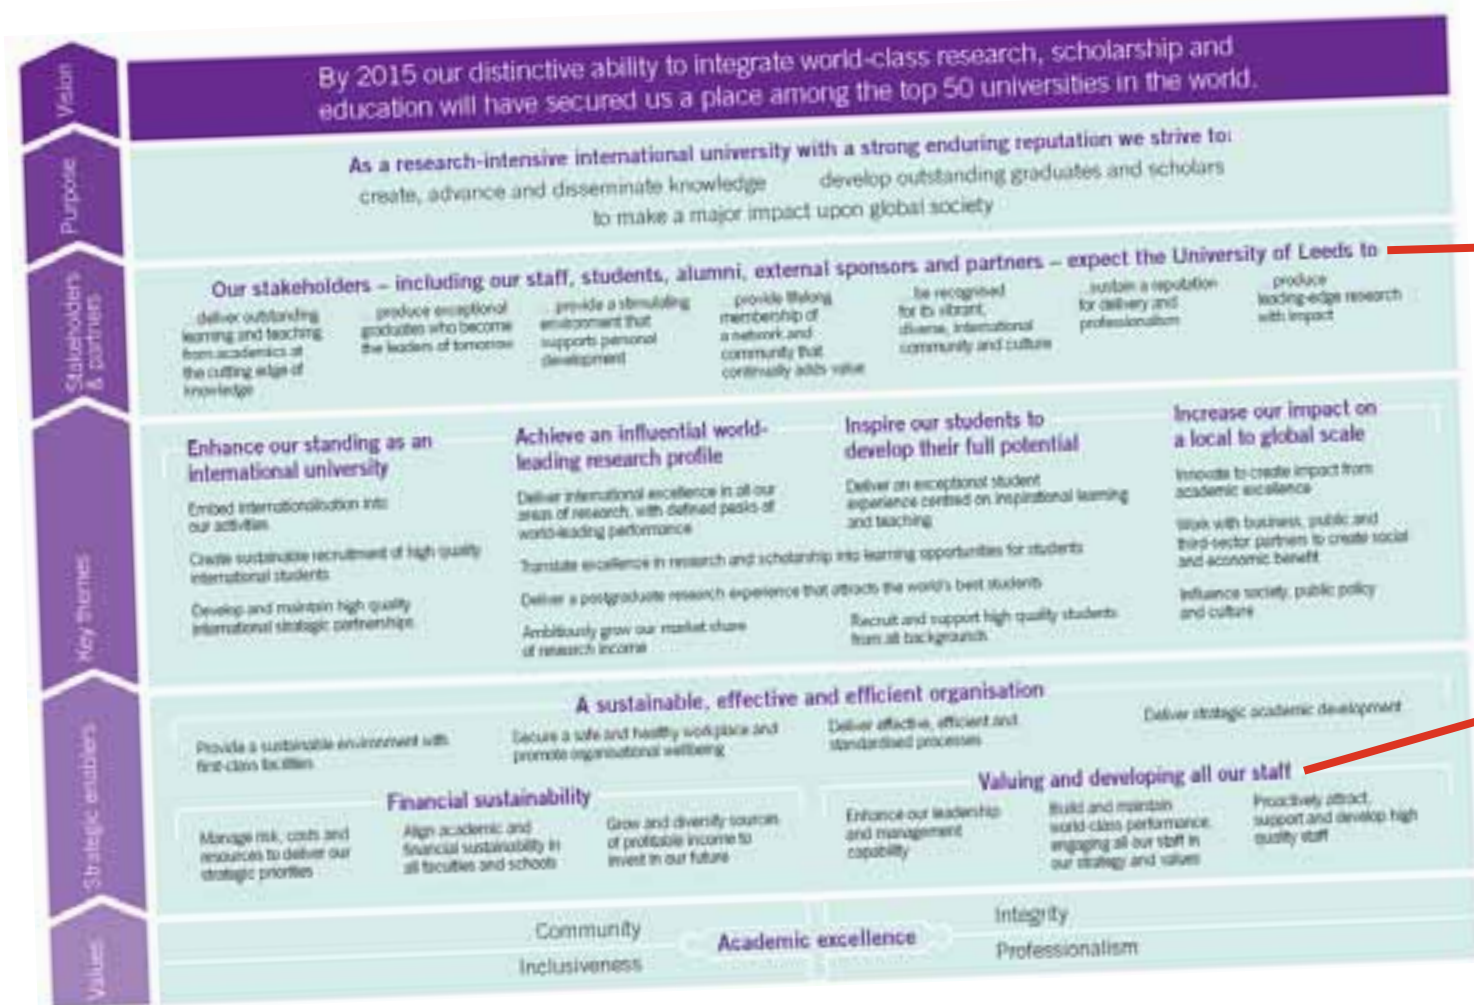 Vision
By 2015 our distinctive ability to integrate world-class research, scholarship and
education will have secured us a place among the top 50 universities in the world.
Purpose
As a research-intensive international university with a strong enduring reputation we strive to:
create, advance and disseminate knowledge
develop outstanding graduates and scholars
to make a major impact upon global society
Stakeholders
& partners
Our stakeholders – including our staff, students, alumni, external sponsors and partners – expect the University of Leeds to
...deliver outstanding
learning and teaching
from academics at
the cutting edge of
knowledge
...produce exceptional
graduates who become
the leaders of tomorrow
...provide a stimulating
environment that
supports personal
development
...provide lifelong
membership of
a network and
community that
continually adds value
...be recognised
for its vibrant,
diverse, international
community and culture
...sustain a reputation
for delivery and
professionalism
...produce
leading-edge research
with impact
Key themes
Enhance our standing as an
international university
Embed internationalisation into
our activities
Create sustainable recruitment of high quality
international students
Develop and maintain high quality
international strategic partnerships
Achieve an influential world-
leading research profile
Deliver international excellence in all our
areas of research, with defined peaks of
world-leading performance
Inspire our students to
develop their full potential
Deliver an exceptional student
experience centred on inspirational learning
and teaching
Translate excellence in research and scholarship into learning opportunities for students
Deliver a postgraduate research experience that attracts the world's best students
Ambitiously grow our market share
of research income
Recruit and support high quality students
from all backgrounds
Increase our impact on
a local to global scale
Innovate to create impact from
academic excellence
Work with business, public and
third-sector partners to create social
and economic benefit
Influence society, public policy
and culture
Strategic enablers
A sustainable, effective and efficient organisation
Provide a sustainable environment with
first-class facilities
Secure a safe and healthy workplace and
promote organisational wellbeing
Deliver effective, efficient and
standardised processes
Deliver strategic academic development
Financial sustainability
Manage risk, costs and
resources to deliver our
strategic priorities
Align academic and
financial sustainability in
all faculties and schools
Grow and diversify sources
of profitable income to
invest in our future
Valuing and developing all our staff
Enhance our leadership
and management
capability
Build and maintain
world-class performance,
engaging all our staff in
our strategy and values
Proactively attract,
support and develop high
quality staff
Values
Community
Inclusiveness
Academic excellence
Integrity
Professionalism